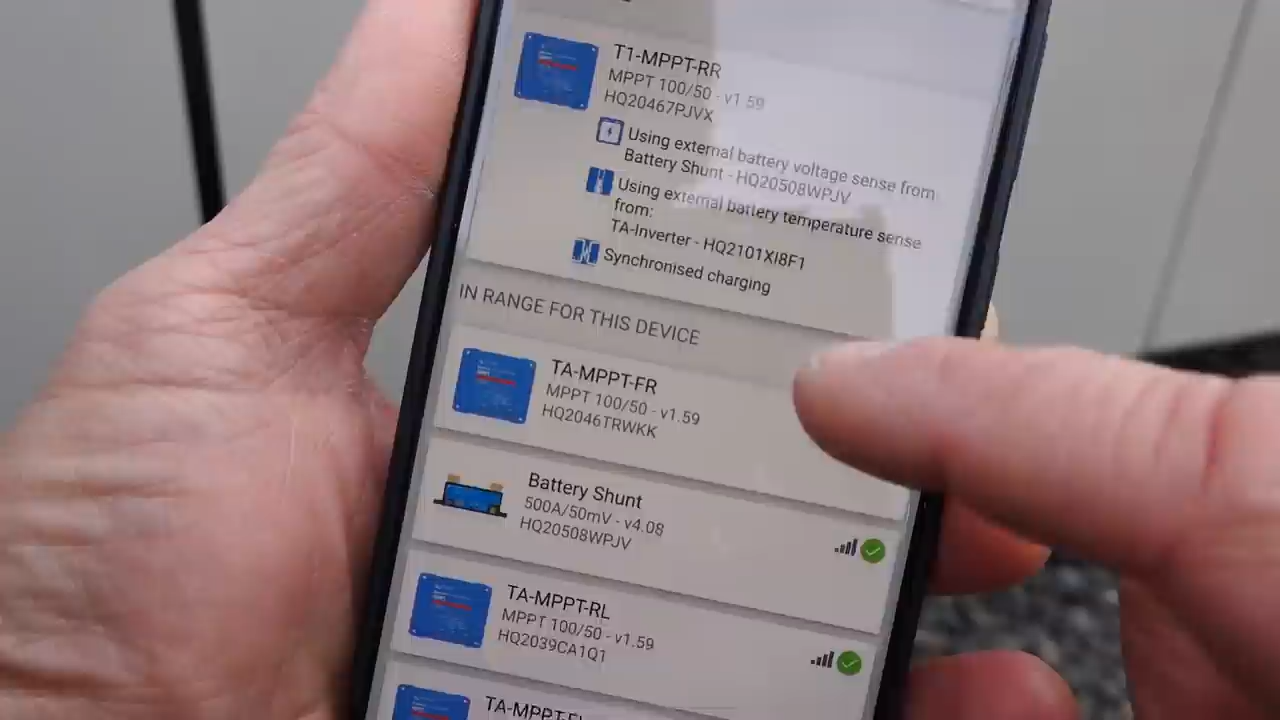 T1-MPPT-RR
MPPT 100/50 - v1.59
HQ20467PJVX
Using external battery voltage sense from
Battery Shunt - HQ20508WPJV
Using external battery temperature sense
from:
TA-Inverter - HQ2101XI8F1
Synchronised charging
IN RANGE FOR THIS DEVICE
TA-MPPT-FR
MPPT 100/50 - v1.59
HQ2046TRWKK
Battery Shunt
500A/50mV - v4.08
HQ20508WPJV
TA-MPPT-RL
MPPT 100/50 - v1.59
HQ2039CA1Q1